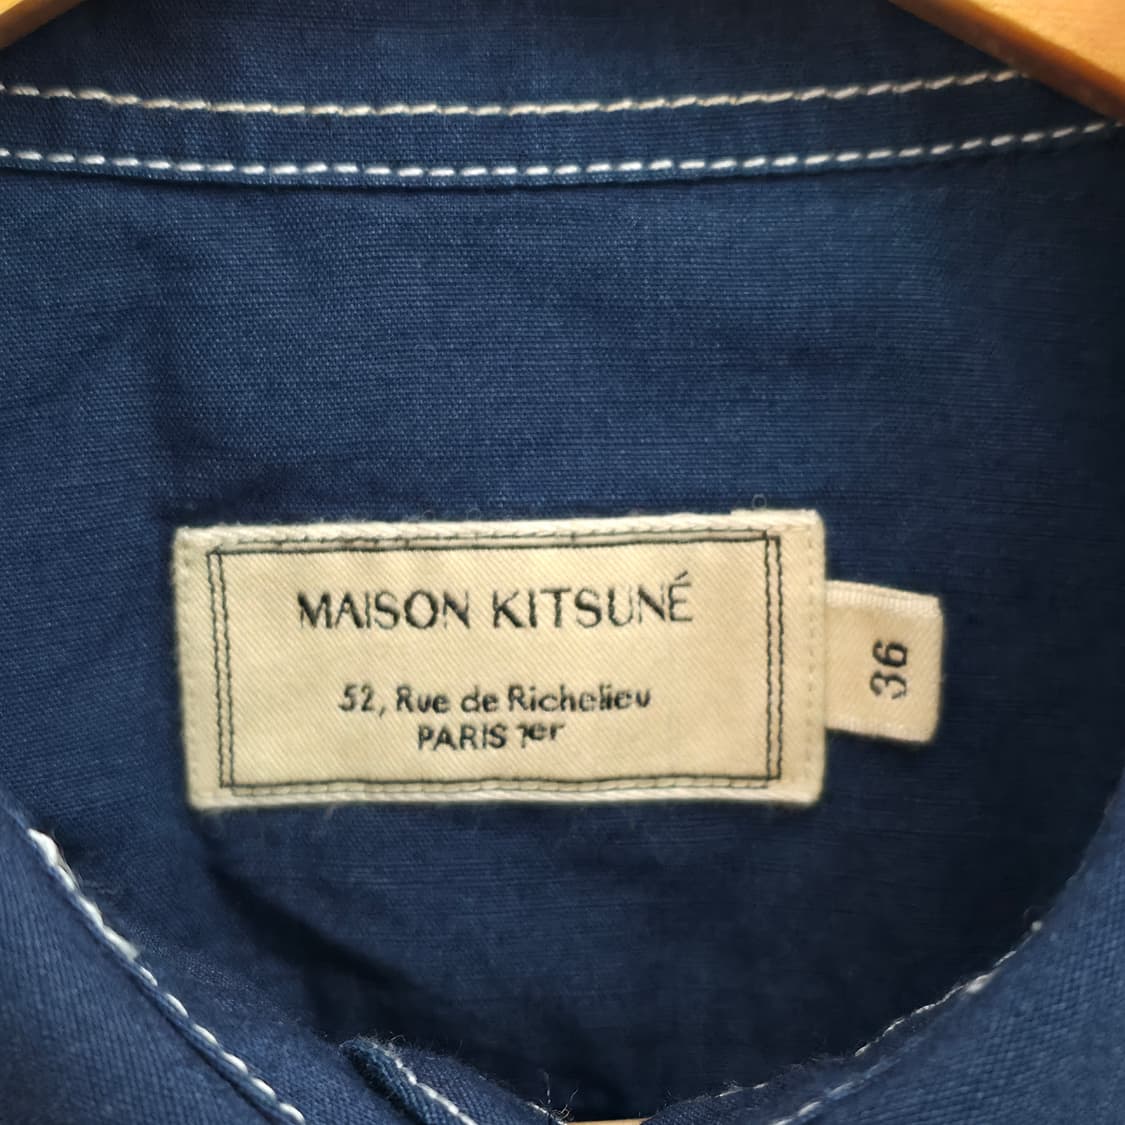 MAISON KITSUNÉ
52, Rue de Richelieu
PARIS 1er
36